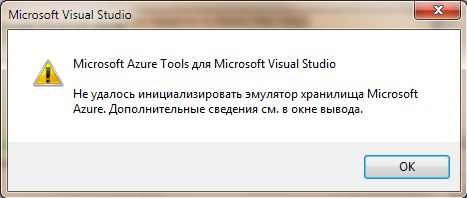 Microsoft Visual Studio
Microsoft Azure Tools для Microsoft Visual Studio
Не удалось инициализировать эмулятор хранилища Microsoft
Azure. Дополнительные сведения см. в окне вывода.
OK